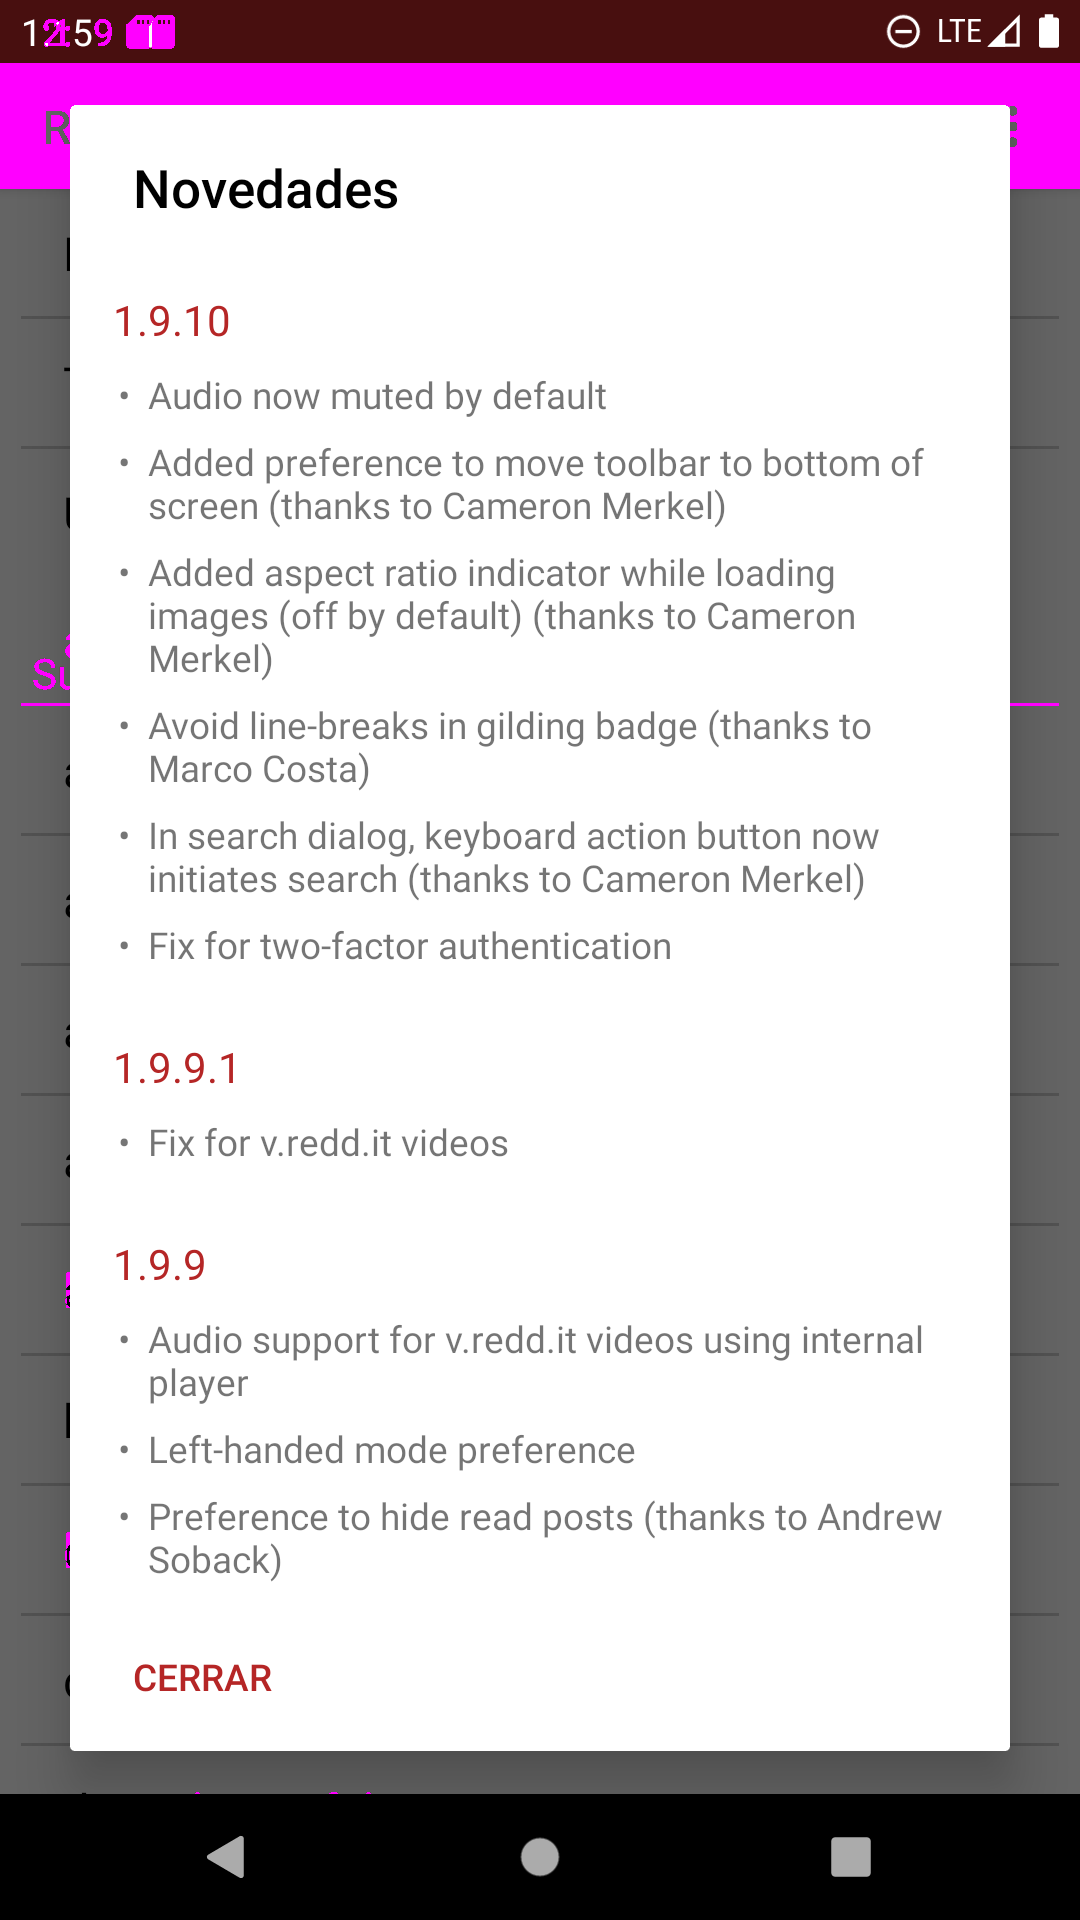 LTE
Novedades
1.9.10
• Audio now muted by default
• Added preference to move toolbar to bottom of
screen (thanks to Cameron Merkel)
• Added aspect ratio indicator while loading
images (off by default) (thanks to Cameron
Merkel)
• Avoid line-breaks in gilding badge (thanks to
Marco Costa)
• In search dialog, keyboard action button now
initiates search (thanks to Cameron Merkel)
• Fix for two-factor authentication
1.9.9.1
• Fix for v.redd.it videos
1.9.9
• Audio support for v.redd.it videos using internal
player
• Left-handed mode preference
• Preference to hide read posts (thanks to Andrew
Soback)
CERRAR